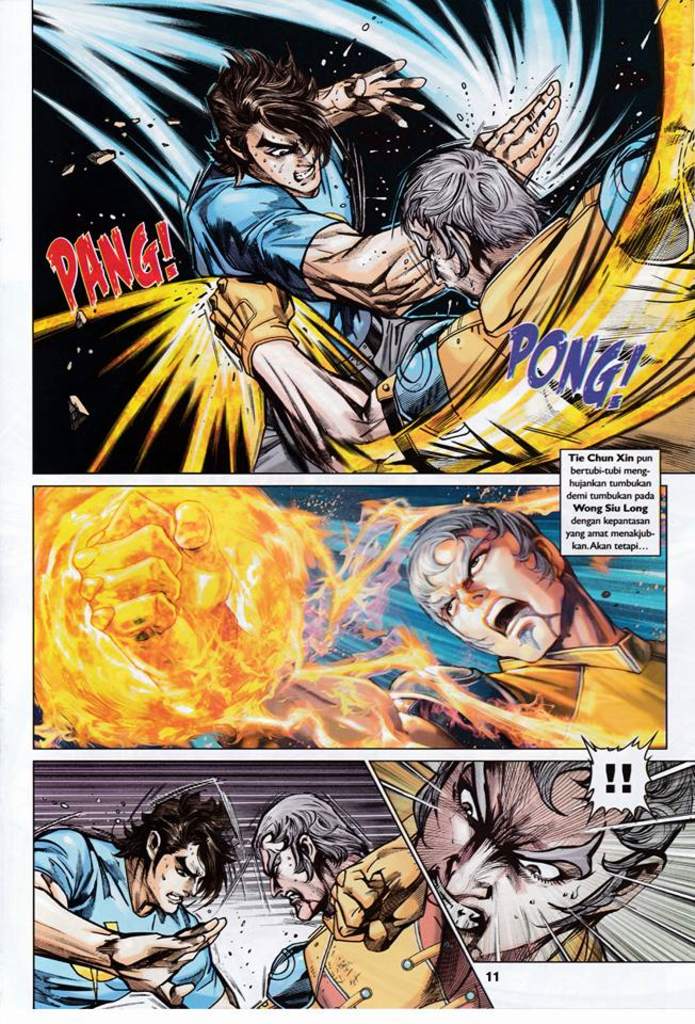 PANG!
PONG!
Tie Chun Xin pun
bertubi-tubi meng-
hujankan tumbukan
demi tumbukan pada
Wong Siu Long
dengan kepantasan
yang amat menakjub-
kan. Akan tetapi...
!!
11